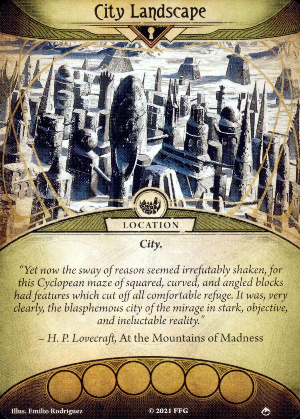 City Landscape
LOCATION
City.
“Yet now the sway of reason seemed irrefutably shaken, for
this Cyclopean maze of squared, curved, and angled blocks
had features which cut off all comfortable refuge. It was, very
clearly, the blasphemous city of the mirage in stark, objective,
and ineluctable reality.”
– H. P. Lovecraft, At the Mountains of Madness
Illus. Emilio Rodriguez © 2021 FFG